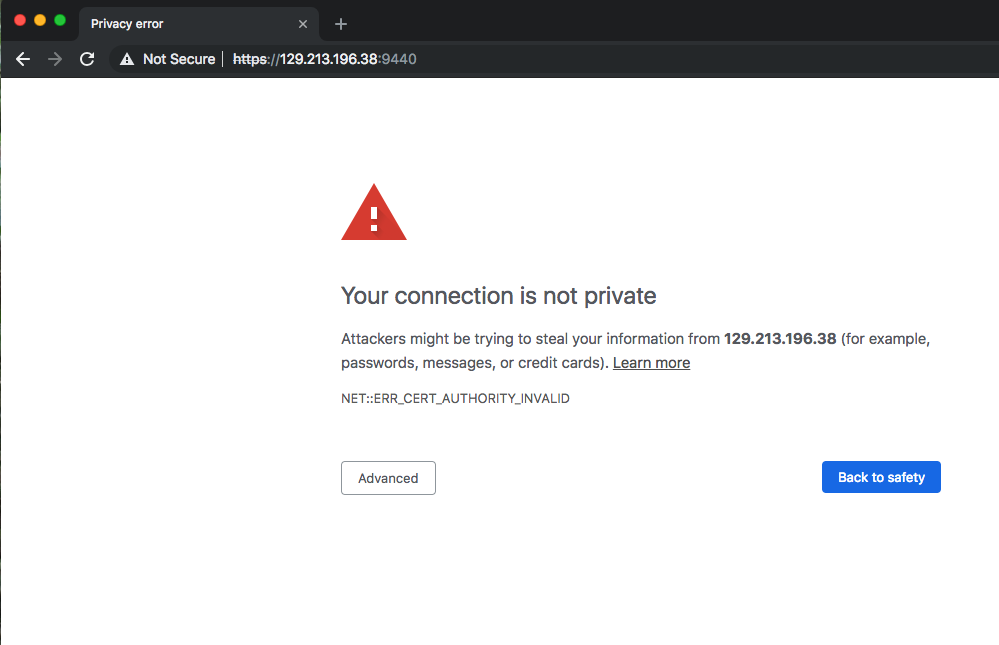 Privacy error
Not Secure | https://129.213.196.38:9440
Your connection is not private
Attackers might be trying to steal your information from 129.213.196.38 (for example,
passwords, messages, or credit cards). Learn more
NET::ERR_CERT_AUTHORITY_INVALID
Advanced
Back to safety